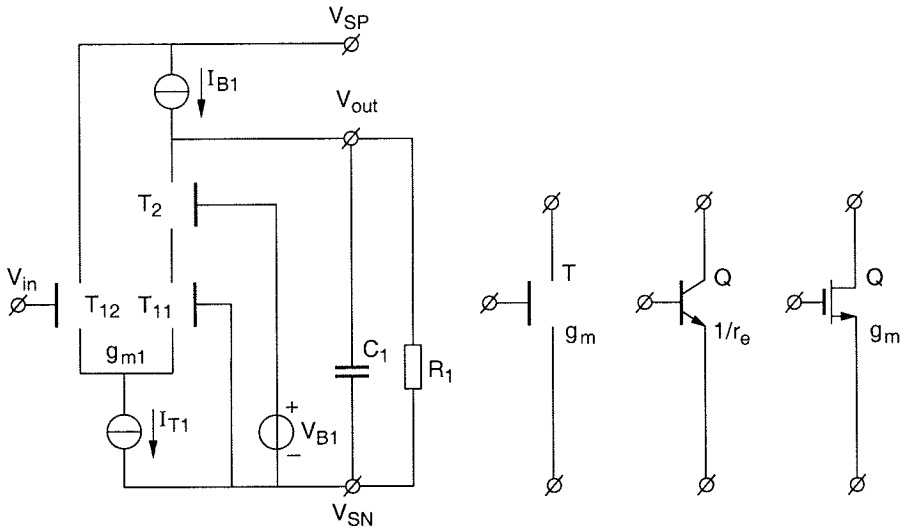 V_SP
I_B1
V_out
T_2
V_in
T_12
T_11
g_m1
C_1
R_1
I_T1
+
V_B1
−
V_SN
T
g_m
Q
1/r_e
Q
g_m